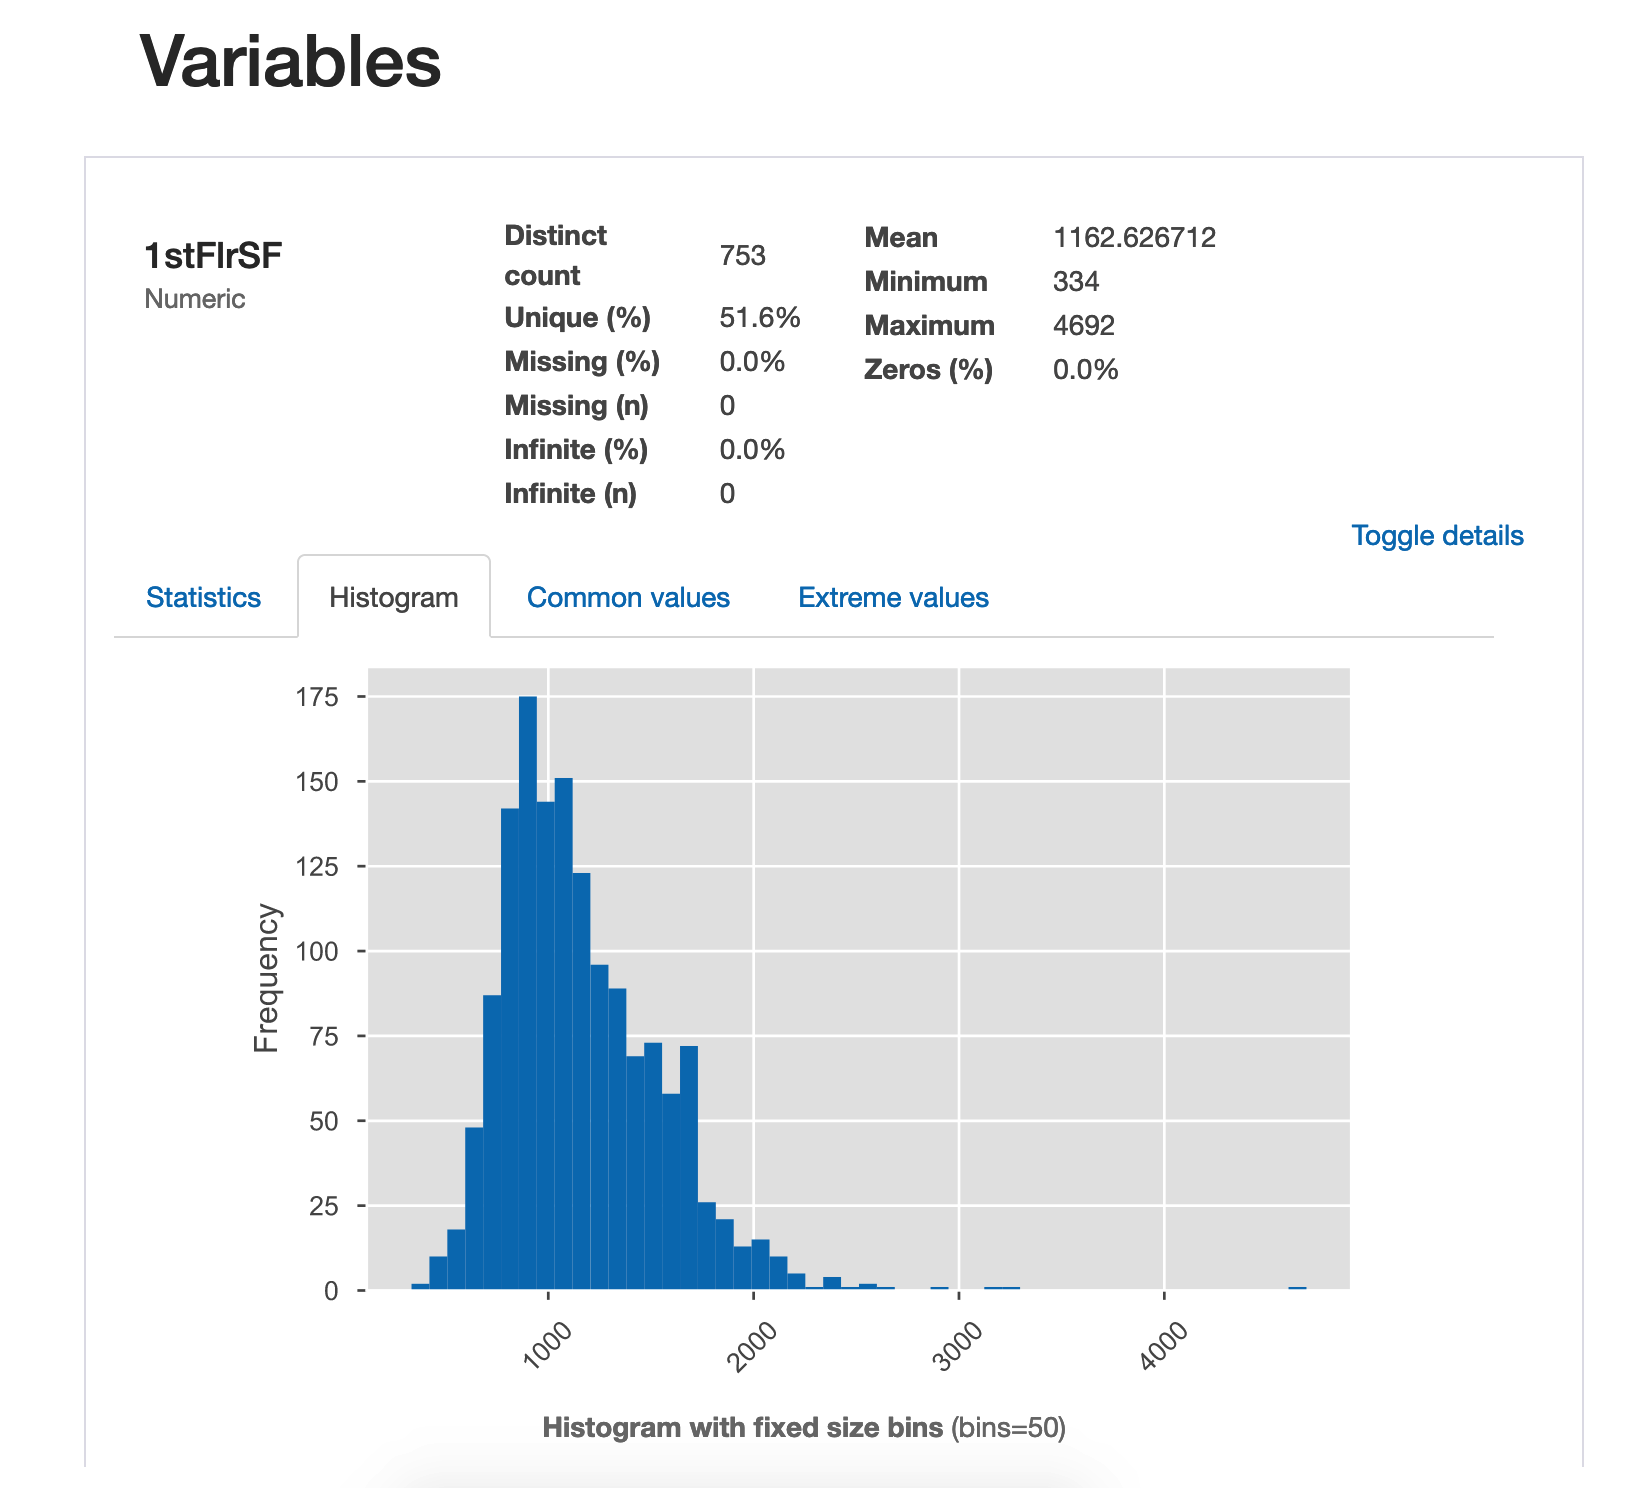 Variables
1stFlrSF
Numeric
Distinct
count
753
Unique (%) 51.6%
Missing (%) 0.0%
Missing (n) 0
Infinite (%) 0.0%
Infinite (n) 0
Mean 1162.626712
Minimum 334
Maximum 4692
Zeros (%) 0.0%
Toggle details
Statistics Histogram Common values Extreme values
175
150
125
100
75
50
25
0
Frequency
1000 2000 3000 4000
Histogram with fixed size bins (bins=50)